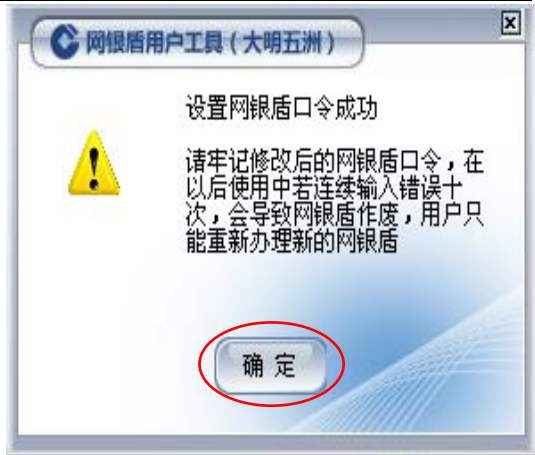 网银盾用户工具(大明五洲)
设置网银盾口令成功
请牢记修改后的网银盾口令,在
以后使用中若连续输入错误十
次,会导致网银盾作废,用户只
能重新办理新的网银盾
确 定